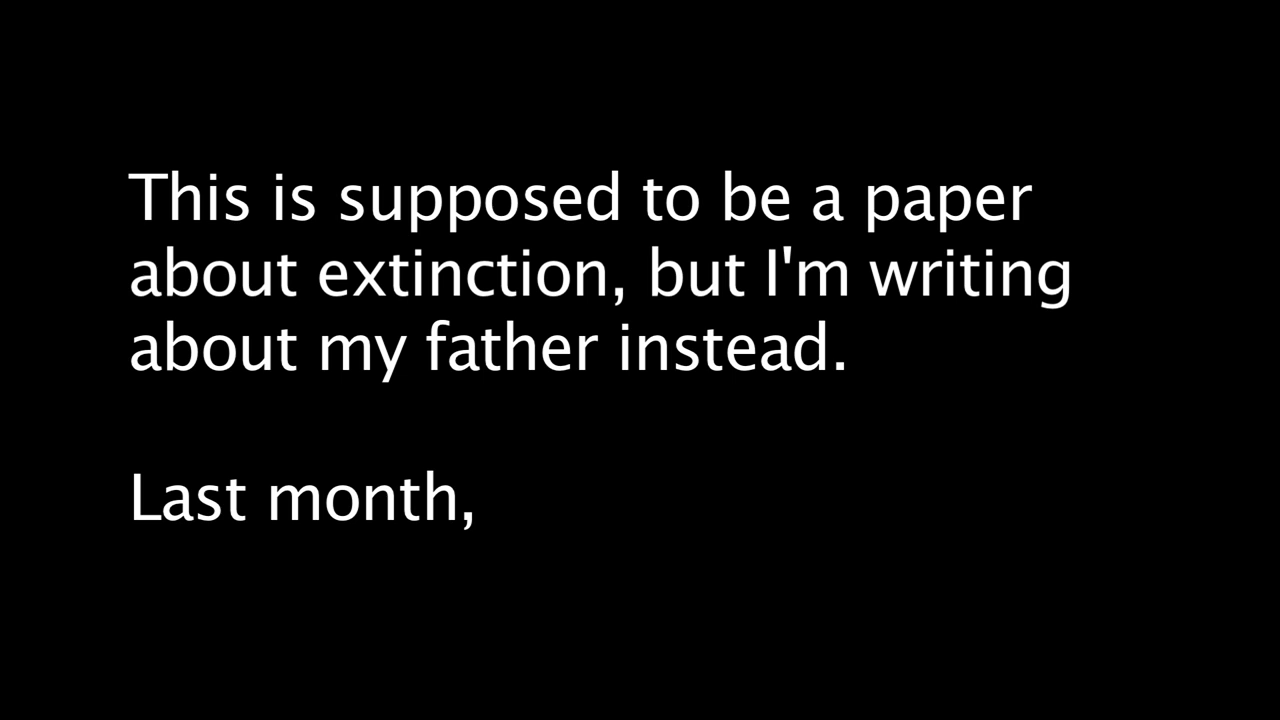 This is supposed to be a paper
about extinction, but I'm writing
about my father instead.
Last month,